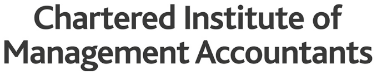 Chartered Institute of
Management Accountants